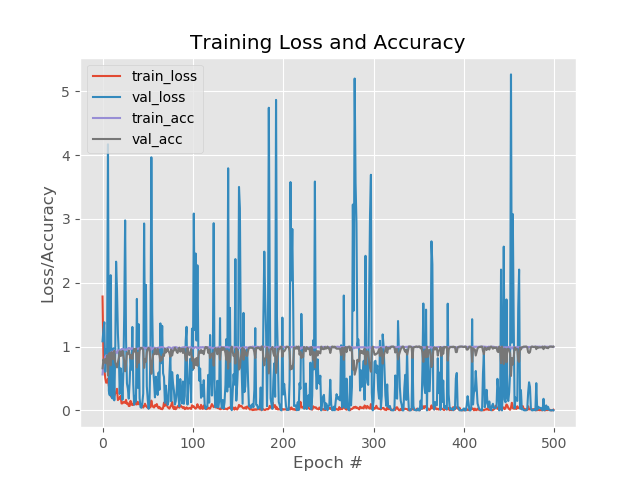 Training Loss and Accuracy
train_loss
val_loss
train_acc
val_acc
5
4
3
2
1
0
Loss/Accuracy
0 100 200 300 400 500
Epoch #